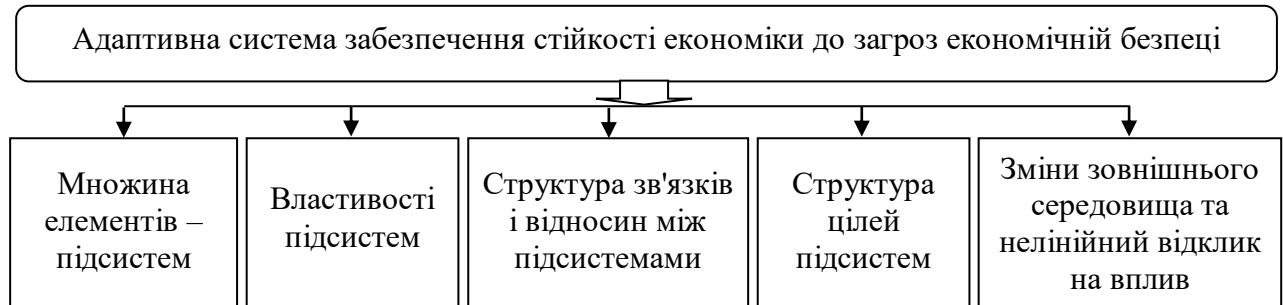 Адаптивна система забезпечення стійкості економіки до загроз економічній безпеці
Множина
елементів –
підсистем
Властивості
підсистем
Структура зв'язків
і відносин між
підсистемами
Структура
цілей
підсистем
Зміни зовнішнього
середовища та
нелінійний відклик
на вплив